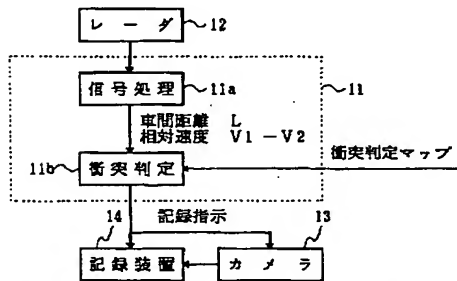 レーダ 12
信号処理 11a
11
車間距離 L
相対速度 V1－V2
衝突判定マップ
11b 衝突判定
記録指示
14 13
記録装置 カメラ